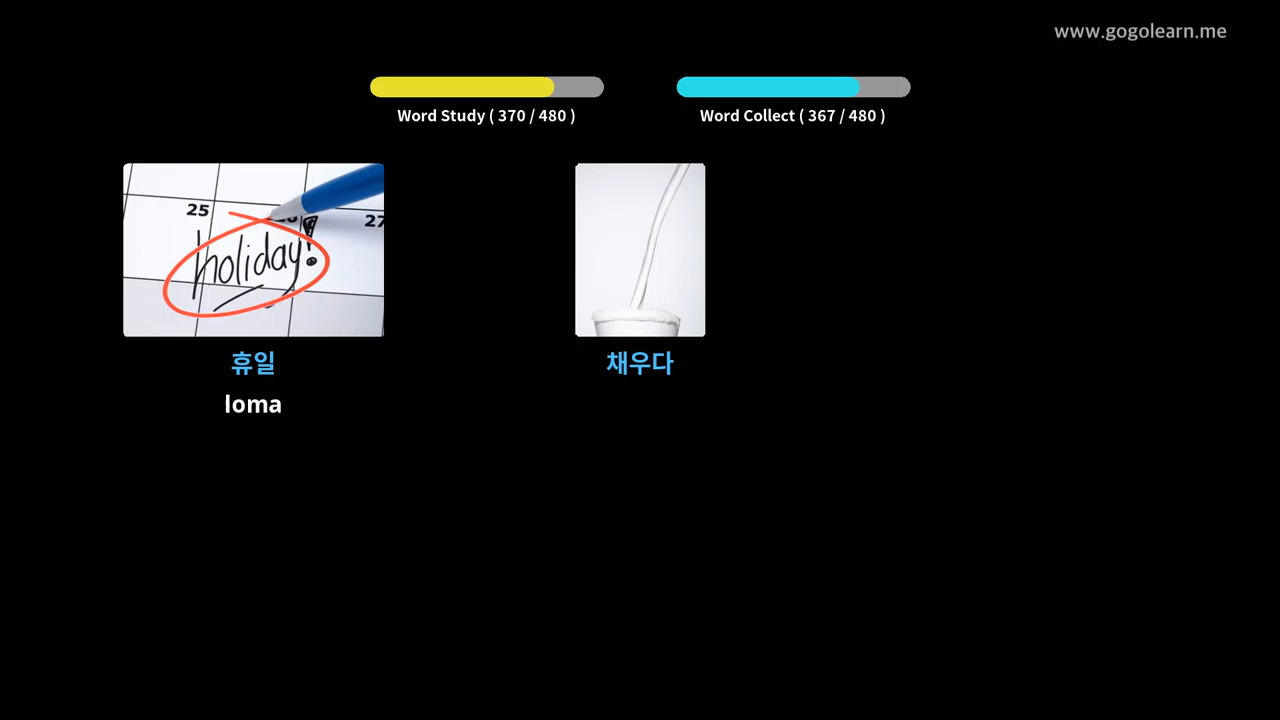 www.gogolearn.me
Word Study ( 370 / 480 )
Word Collect ( 367 / 480 )
25
27
holiday!
휴일
채우다
loma